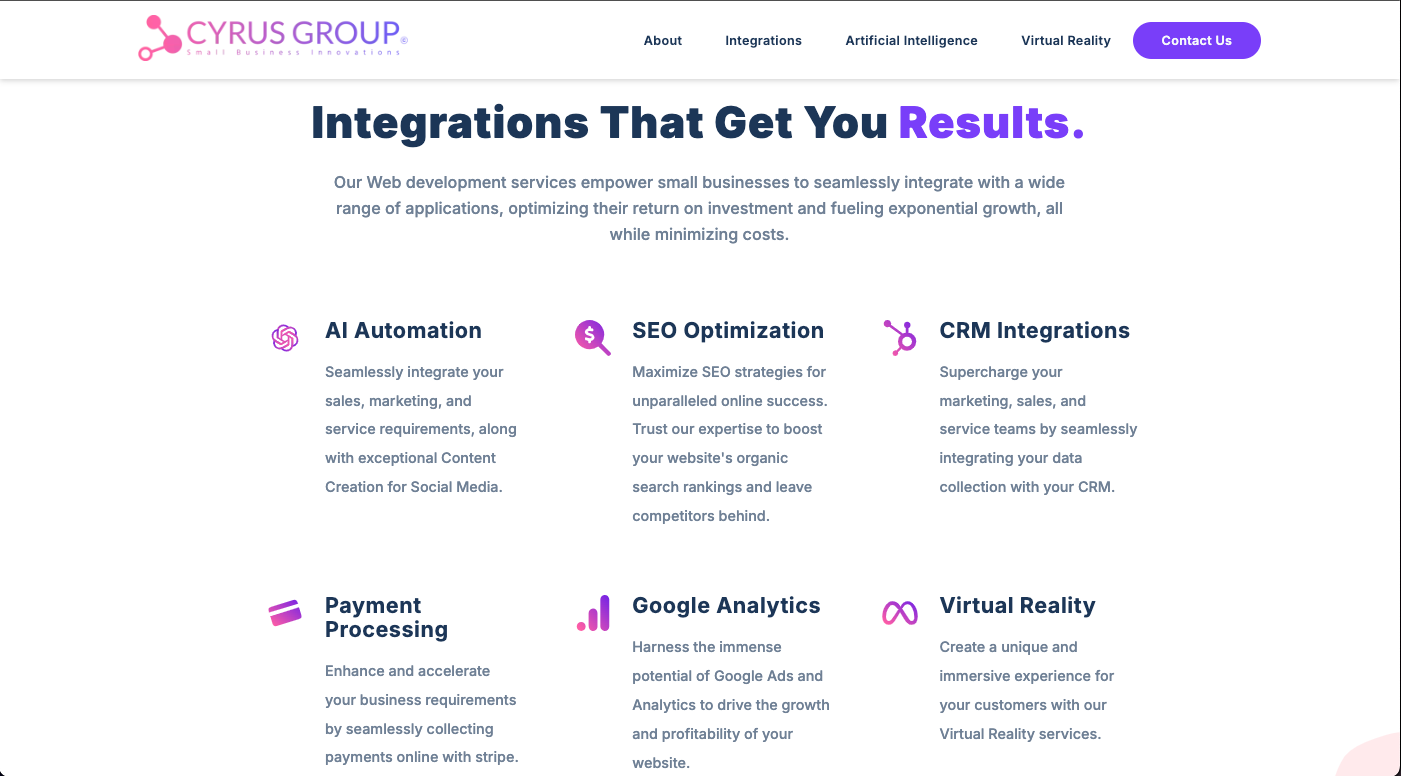 CYRUS GROUP©
Small Business Innovations
About
Integrations
Artificial Intelligence
Virtual Reality
Contact Us
Integrations That Get You Results.
Our Web development services empower small businesses to seamlessly integrate with a wide
range of applications, optimizing their return on investment and fueling exponential growth, all
while minimizing costs.
AI Automation
Seamlessly integrate your
sales, marketing, and
service requirements, along
with exceptional Content
Creation for Social Media.
SEO Optimization
Maximize SEO strategies for
unparalleled online success.
Trust our expertise to boost
your website's organic
search rankings and leave
competitors behind.
CRM Integrations
Supercharge your
marketing, sales, and
service teams by seamlessly
integrating your data
collection with your CRM.
Payment
Processing
Enhance and accelerate
your business requirements
by seamlessly collecting
payments online with stripe.
Google Analytics
Harness the immense
potential of Google Ads and
Analytics to drive the growth
and profitability of your
website.
Virtual Reality
Create a unique and
immersive experience for
your customers with our
Virtual Reality services.